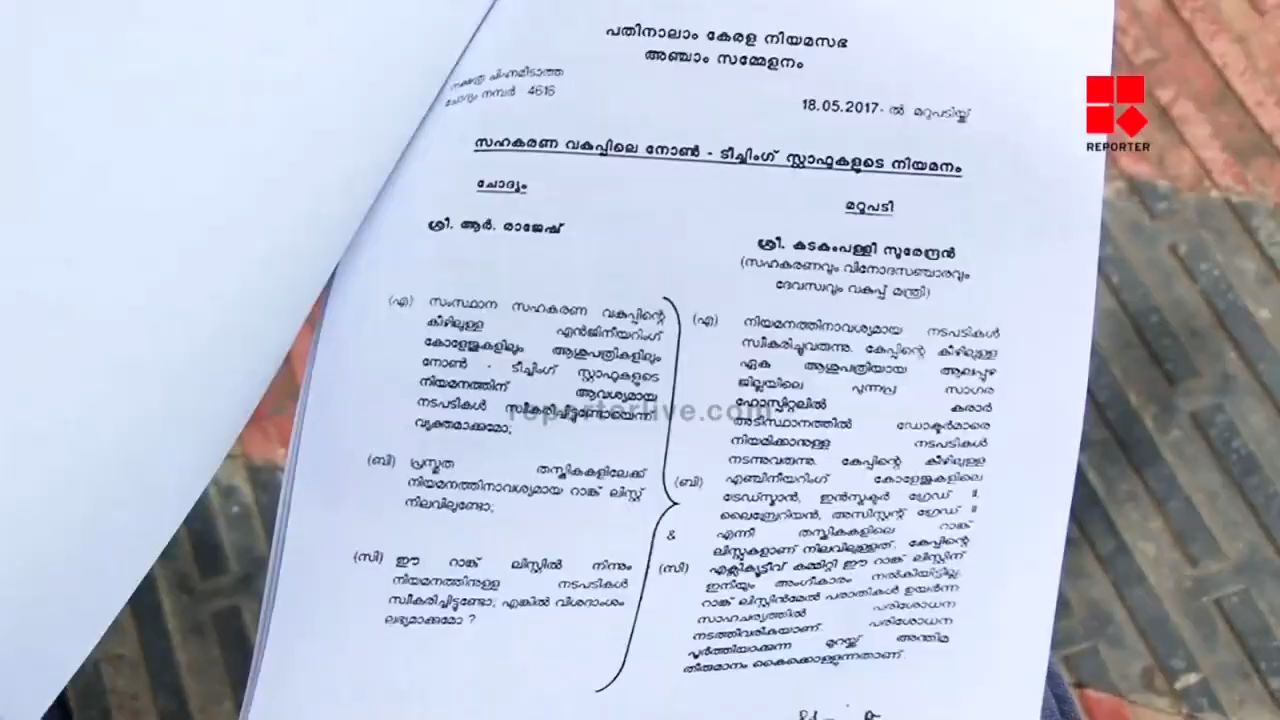 പതിനാലാം കേരള നിയമസഭ
അഞ്ചാം സമ്മേളനം
നക്ഷത്ര ചിഹ്നമിടാത്ത
ചോദ്യം നമ്പർ 4616
18.05.2017- ൽ മറുപടിയ്ക്ക്
REPORTER
സഹകരണ വകുപ്പിലെ നോൺ - ടീച്ചിംഗ് സ്റ്റാഫുകളുടെ നിയമനം
ചോദ്യം
ശ്രീ. ആർ. രാജേഷ്
(എ) സംസ്ഥാന സഹകരണ വകുപ്പിന്റെ
കീഴിലുള്ള എൻജിനീയറിംഗ്
കോളേജുകളിലും ആശുപത്രികളിലും
നോൺ - ടീച്ചിംഗ് സ്റ്റാഫുകളുടെ
നിയമനത്തിന് ആവശ്യമായ
നടപടികൾ സ്വീകരിച്ചിട്ടുണ്ടോയെന്ന്
വ്യക്തമാക്കുമോ;
(ബി) പ്രസ്തുത തസ്തികകളിലേക്ക്
നിയമനത്തിനാവശ്യമായ റാങ്ക് ലിസ്റ്റ്
നിലവിലുണ്ടോ;
(സി) ഈ റാങ്ക് ലിസ്റ്റിൽ നിന്നും
നിയമനത്തിനുള്ള നടപടികൾ
സ്വീകരിച്ചിട്ടുണ്ടോ; എങ്കിൽ വിശദാംശം
ലഭ്യമാക്കുമോ ?
മറുപടി
ശ്രീ. കടകംപള്ളി സുരേന്ദ്രൻ
(സഹകരണവും വിനോദസഞ്ചാരവും
ദേവസ്വവും വകുപ്പ് മന്ത്രി)
(എ) നിയമനത്തിനാവശ്യമായ നടപടികൾ
സ്വീകരിച്ചുവരുന്നു. കേപ്പിന്റെ കീഴിലുള്ള
ഏക ആശുപത്രിയായ ആലപ്പുഴ
ജില്ലയിലെ പുന്നപ്ര സാഗര
ഹോസ്പിറ്റലിൽ കരാർ
അടിസ്ഥാനത്തിൽ ഡോക്ടർമാരെ
നിയമിക്കാനുള്ള നടപടികൾ
നടന്നുവരുന്നു. കേപ്പിന്റെ കീഴിലുള്ള
(ബി) എഞ്ചിനീയറിംഗ് കോളേജുകളിലെ
ട്രേഡ്സ്മാൻ, ഇൻസ്ട്രക്ടർ ഗ്രേഡ് II,
ലൈബ്രേറിയൻ, അസിസ്റ്റന്റ് ഗ്രേഡ് II
& എന്നീ തസ്തികകളിലെ റാങ്ക്
ലിസ്റ്റുകളാണ് നിലവിലുള്ളത്. കേപ്പിന്റെ
(സി) എക്സിക്യൂട്ടീവ് കമ്മിറ്റി ഈ റാങ്ക് ലിസ്റ്റിന്
ഇനിയും അംഗീകാരം നൽകിയിട്ടില്ല.
റാങ്ക് ലിസ്റ്റിൻമേൽ പരാതികൾ ഉയർന്ന
സാഹചര്യത്തിൽ പരിശോധന
നടത്തിവരികയാണ്. പരിശോധന
പൂർത്തിയാക്കുന്ന മുറയ്ക്ക് അന്തിമ
തീരുമാനം കൈക്കൊള്ളുന്നതാണ്.
reporterlive.com